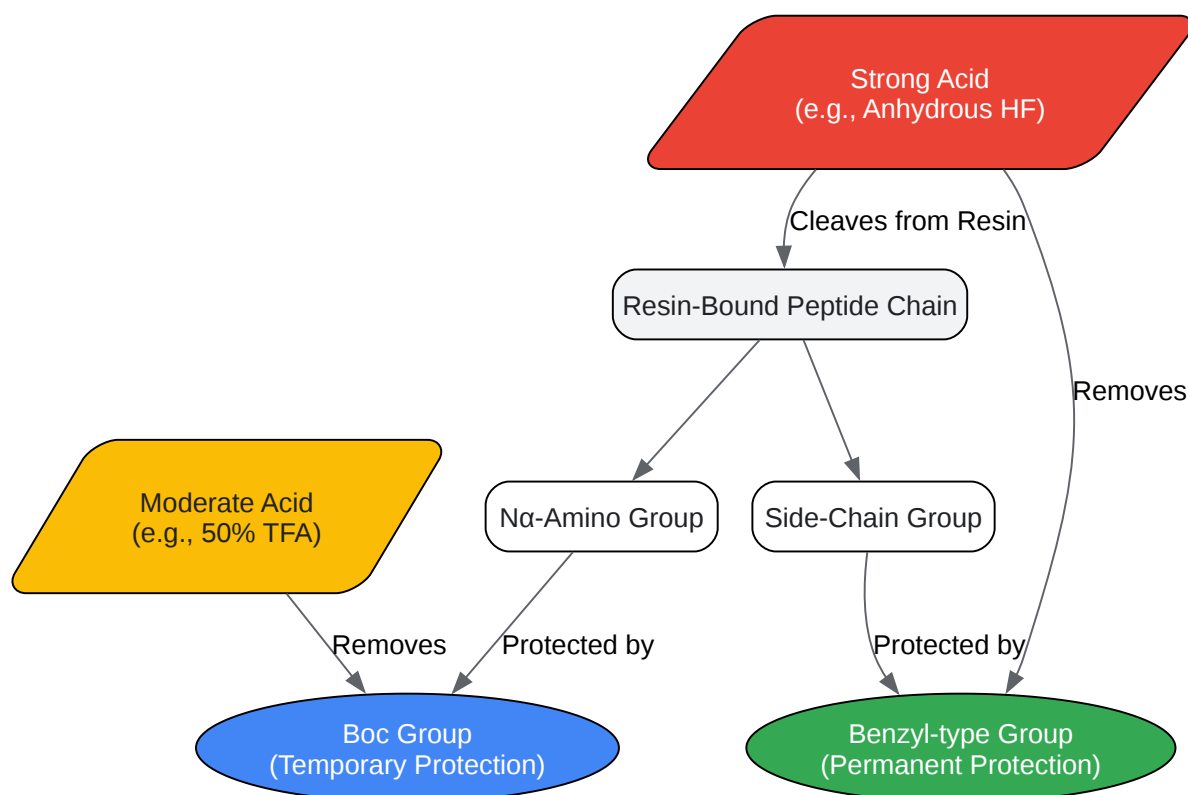 Strong Acid
(e.g., Anhydrous HF)
Cleaves from Resin
Resin-Bound Peptide Chain
Removes
Moderate Acid
(e.g., 50% TFA)
Nα-Amino Group
Side-Chain Group
Removes
Protected by
Protected by
Boc Group
(Temporary Protection)
Benzyl-type Group
(Permanent Protection)